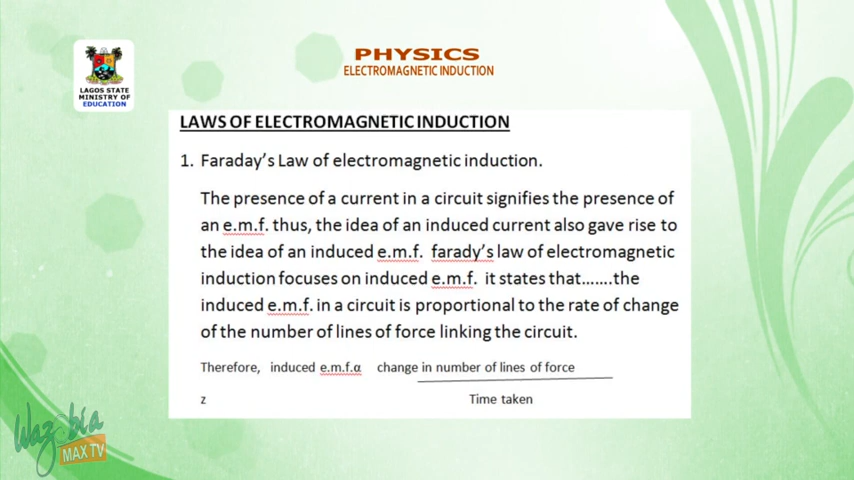 PHYSICS
ELECTROMAGNETIC INDUCTION
LAGOS STATE
MINISTRY OF
EDUCATION
LAWS OF ELECTROMAGNETIC INDUCTION
1. Faraday's Law of electromagnetic induction.
The presence of a current in a circuit signifies the presence of
an e.m.f. thus, the idea of an induced current also gave rise to
the idea of an induced e.m.f. farady's law of electromagnetic
induction focuses on induced e.m.f. it states that.......the
induced e.m.f. in a circuit is proportional to the rate of change
of the number of lines of force linking the circuit.
Therefore, induced e.m.f.α change in number of lines of force
z Time taken
Wazobia
MAX TV